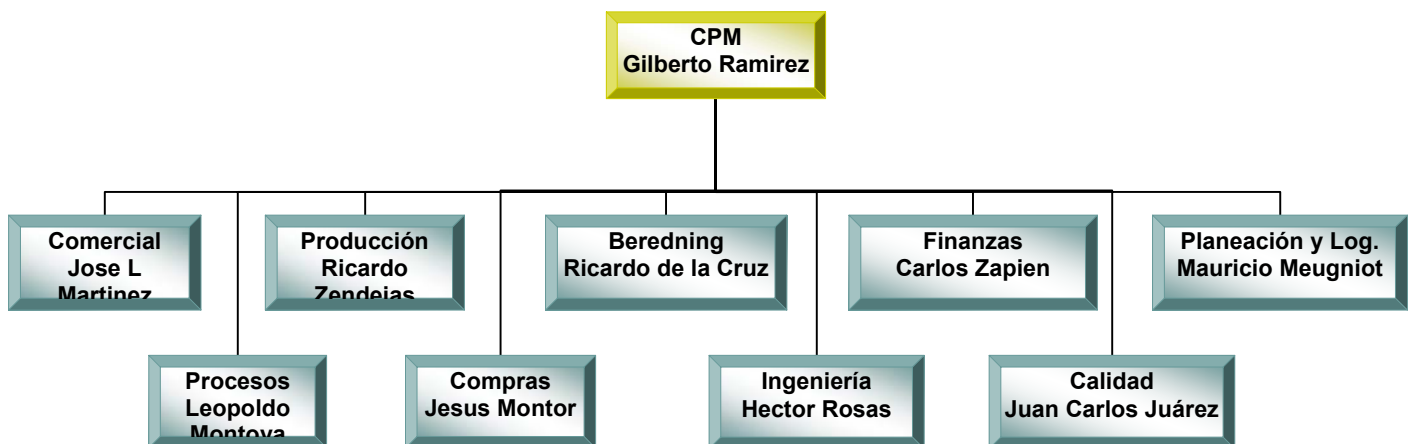 CPM
Gilberto Ramirez
Comercial
Jose L
Martinez
Producción
Ricardo
Zendejas
Beredning
Ricardo de la Cruz
Finanzas
Carlos Zapien
Planeación y Log.
Mauricio Meugniot
Procesos
Leopoldo
Montoya
Compras
Jesus Montor
Ingeniería
Hector Rosas
Calidad
Juan Carlos Juárez